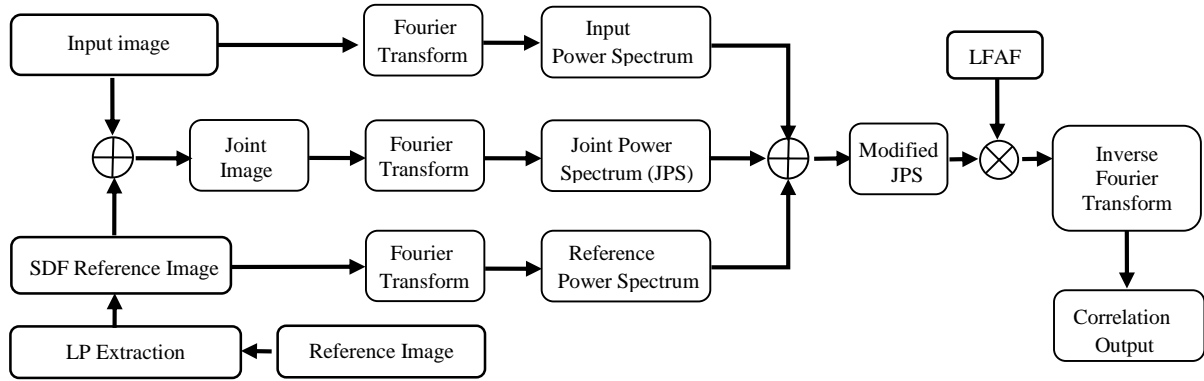 Input image
Fourier
Transform
Input
Power Spectrum
LFAF
Joint
Image
Fourier
Transform
Joint Power
Spectrum (JPS)
Modified
JPS
Inverse
Fourier
Transform
SDF Reference Image
Fourier
Transform
Reference
Power Spectrum
LP Extraction
Reference Image
Correlation
Output